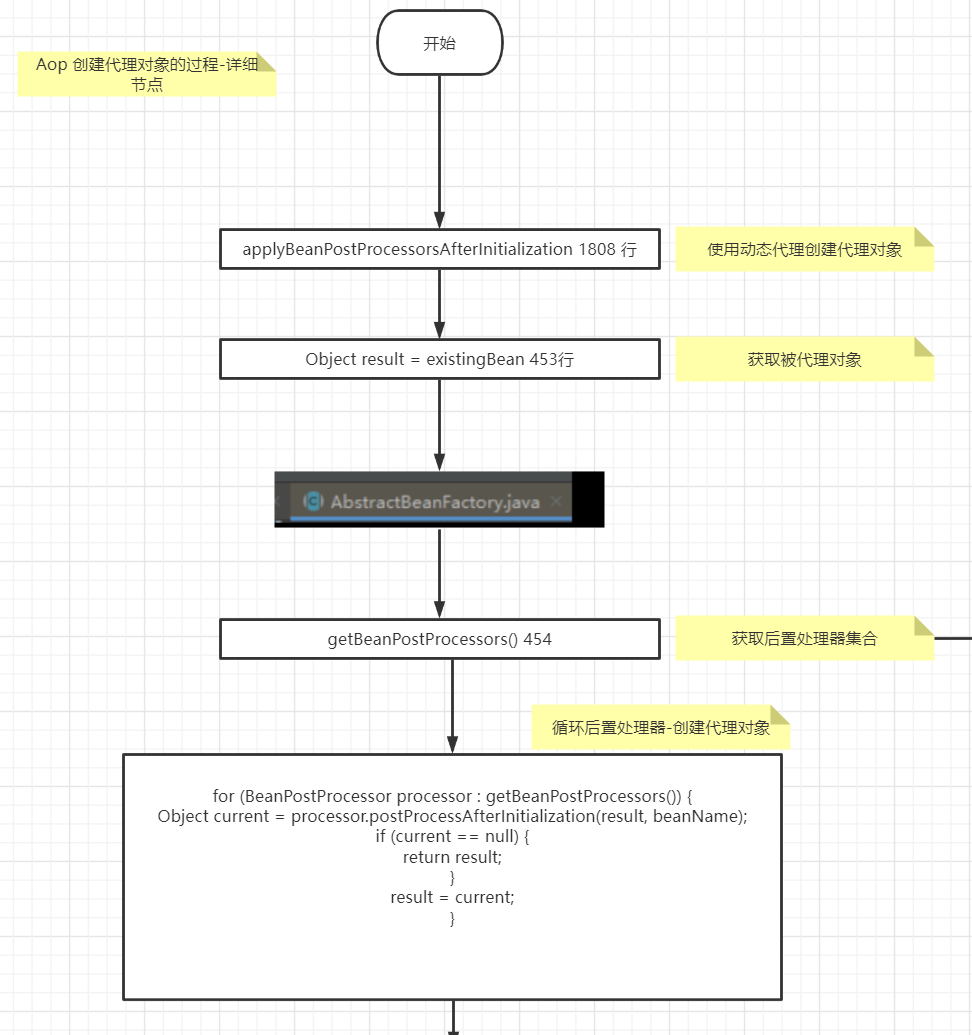 开始
Aop 创建代理对象的过程-详细
节点
applyBeanPostProcessorsAfterInitialization 1808 行
使用动态代理创建代理对象
Object result = existingBean 453行
获取被代理对象
AbstractBeanFactory.java
getBeanPostProcessors() 454
获取后置处理器集合
循环后置处理器-创建代理对象
for (BeanPostProcessor processor : getBeanPostProcessors()) {
Object current = processor.postProcessAfterInitialization(result, beanName);
if (current == null) {
return result;
}
result = current;
}